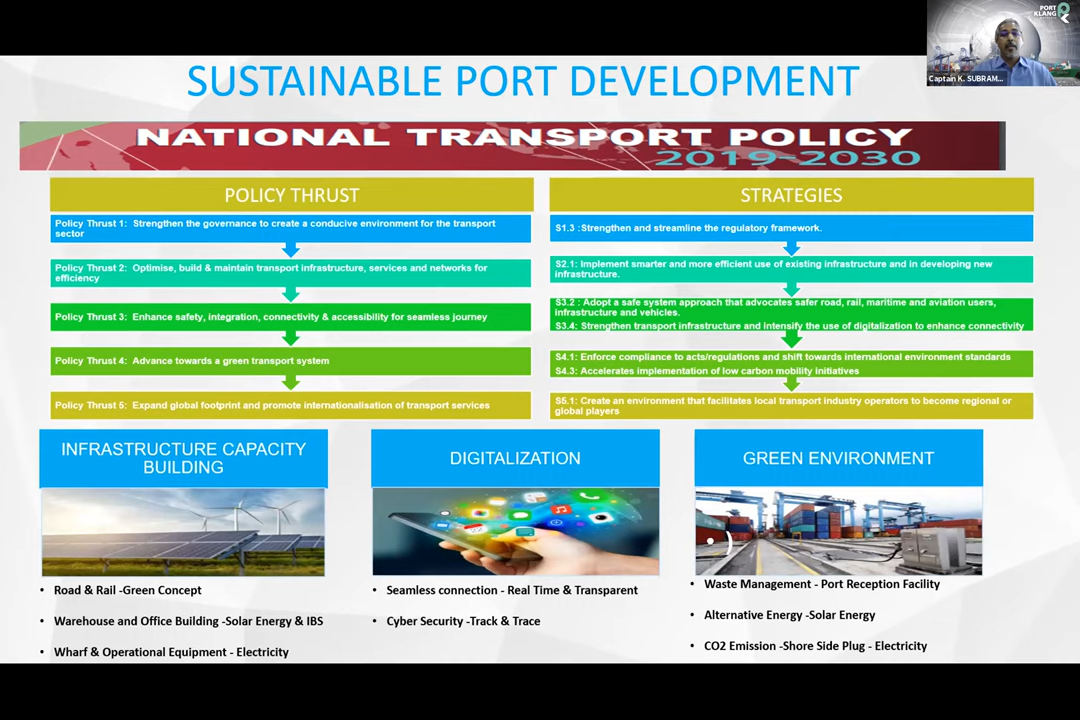 PORT
KLANG
Captain K. SUBRAM...
SUSTAINABLE PORT DEVELOPMENT
NATIONAL TRANSPORT POLICY
2019-2030
POLICY THRUST
Policy Thrust 1: Strengthen the governance to create a conducive environment for the transport
sector
Policy Thrust 2: Optimise, build & maintain transport infrastructure, services and networks for
efficiency
Policy Thrust 3: Enhance safety, integration, connectivity & accessibility for seamless journey
Policy Thrust 4: Advance towards a green transport system
Policy Thrust 5: Expand global footprint and promote internationalisation of transport services
STRATEGIES
S1.3 :Strengthen and streamline the regulatory framework.
S2.1: Implement smarter and more efficient use of existing infrastructure and in developing new
infrastructure.
S3.2 : Adopt a safe system approach that advocates safer road, rail, maritime and aviation users,
infrastructure and vehicles.
S3.4: Strengthen transport infrastructure and intensify the use of digitalization to enhance connectivity
S4.1: Enforce compliance to acts/regulations and shift towards international environment standards
S4.3: Accelerates implementation of low carbon mobility initiatives
S5.1: Create an environment that facilitates local transport industry operators to become regional or
global players
INFRASTRUCTURE CAPACITY
BUILDING
• Road & Rail -Green Concept
• Warehouse and Office Building -Solar Energy & IBS
• Wharf & Operational Equipment - Electricity
DIGITALIZATION
• Seamless connection - Real Time & Transparent
• Cyber Security -Track & Trace
GREEN ENVIRONMENT
• Waste Management - Port Reception Facility
• Alternative Energy -Solar Energy
• CO2 Emission -Shore Side Plug - Electricity